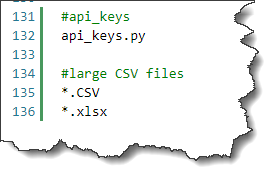 131 #api_keys
132 api_keys.py
133
134 #large CSV files
135 *.CSV
136 *.xlsx